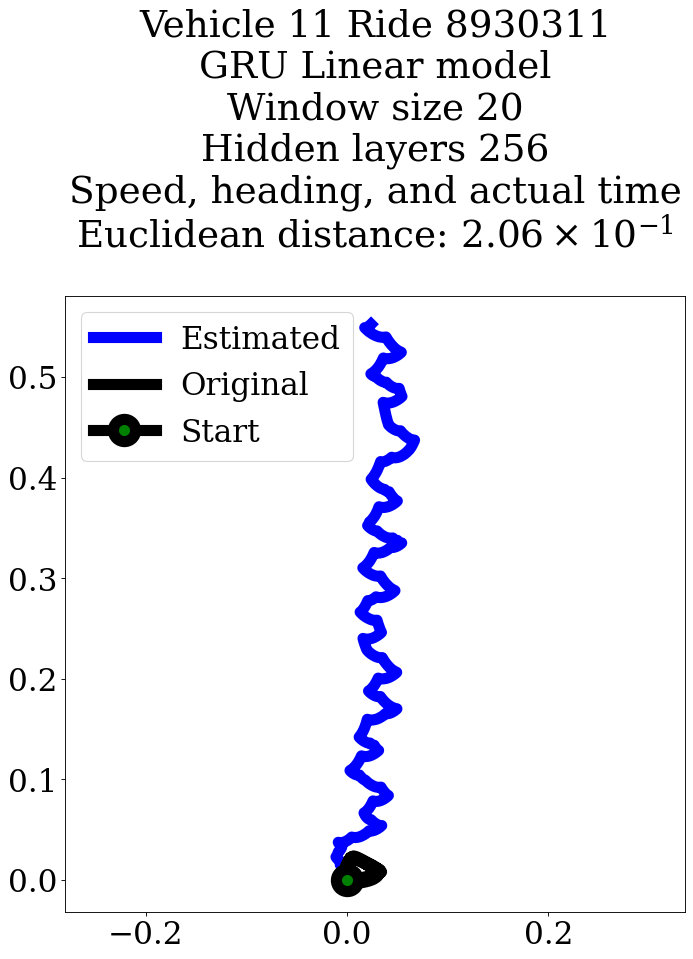 Vehicle 11 Ride 8930311
GRU Linear model
Window size 20
Hidden layers 256
Speed, heading, and actual time
Euclidean distance: 2.06 × 10⁻¹
Estimated
Original
Start
0.5
0.4
0.3
0.2
0.1
0.0
−0.2 0.0 0.2